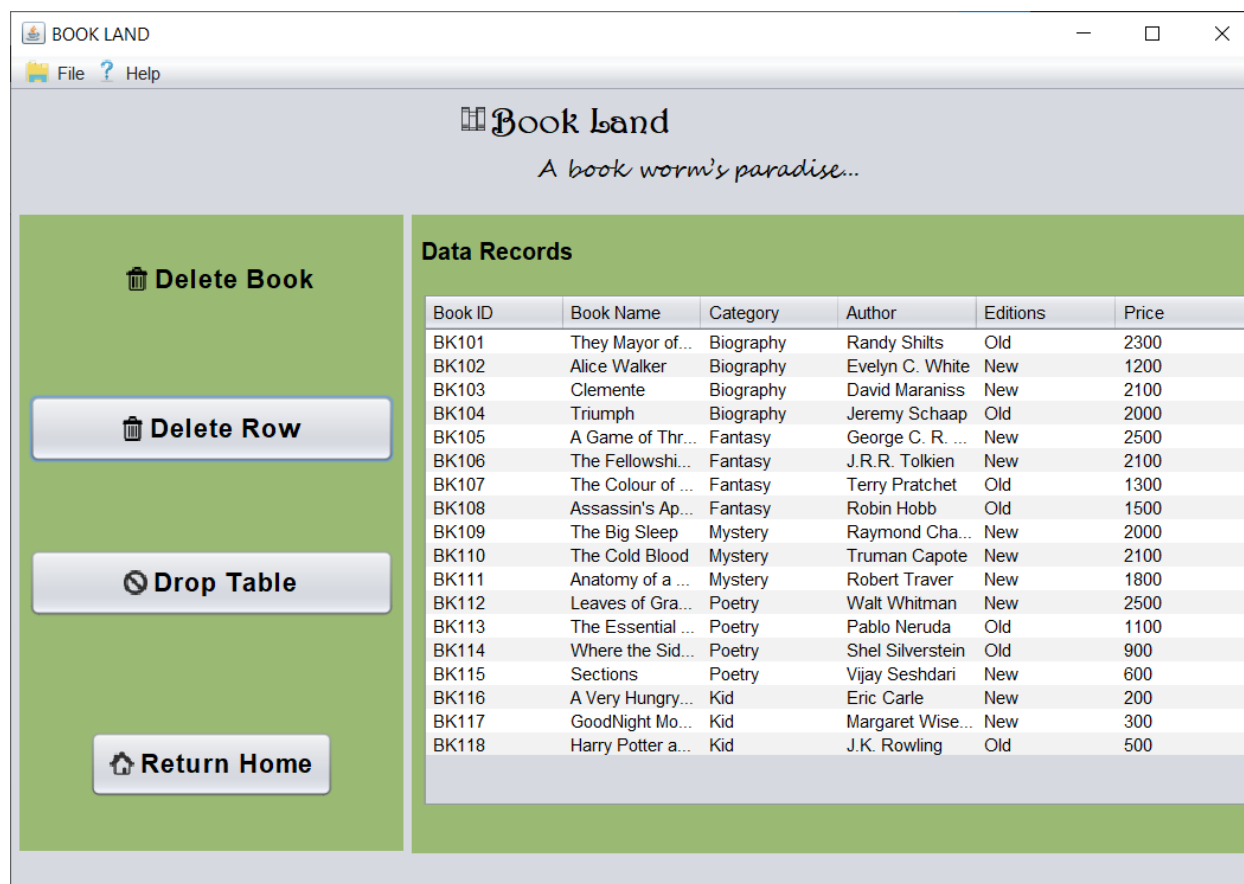 BOOK LAND
File Help
Book Land
A book worm's paradise...
Delete Book
Delete Row
Drop Table
Return Home
Data Records
Book ID Book Name Category Author Editions Price
BK101 They Mayor of... Biography Randy Shilts Old 2300
BK102 Alice Walker Biography Evelyn C. White New 1200
BK103 Clemente Biography David Maraniss New 2100
BK104 Triumph Biography Jeremy Schaap Old 2000
BK105 A Game of Thr... Fantasy George C. R. ... New 2500
BK106 The Fellowshi... Fantasy J.R.R. Tolkien New 2100
BK107 The Colour of ... Fantasy Terry Pratchet Old 1300
BK108 Assassin's Ap... Fantasy Robin Hobb Old 1500
BK109 The Big Sleep Mystery Raymond Cha... New 2000
BK110 The Cold Blood Mystery Truman Capote New 2100
BK111 Anatomy of a ... Mystery Robert Traver New 1800
BK112 Leaves of Gra... Poetry Walt Whitman New 2500
BK113 The Essential ... Poetry Pablo Neruda Old 1100
BK114 Where the Sid... Poetry Shel Silverstein Old 900
BK115 Sections Poetry Vijay Seshdari New 600
BK116 A Very Hungry... Kid Eric Carle New 200
BK117 GoodNight Mo... Kid Margaret Wise... New 300
BK118 Harry Potter a... Kid J.K. Rowling Old 500